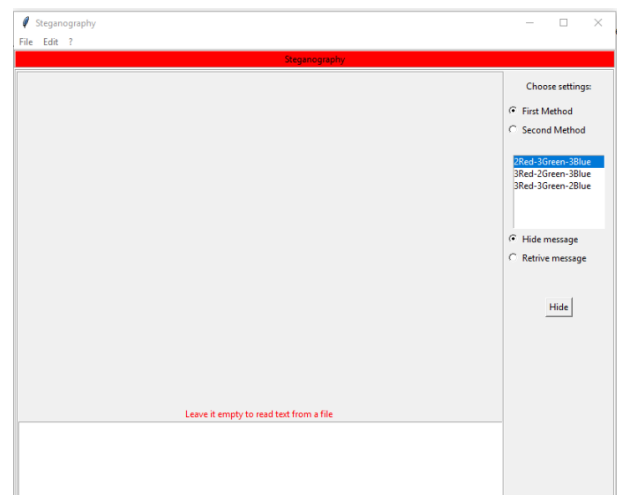 Steganography
File Edit ?
Steganography
Choose settings:
First Method
Second Method
2Red-3Green-3Blue
3Red-2Green-3Blue
3Red-3Green-2Blue
Hide message
Retrive message
Hide
Leave it empty to read text from a file